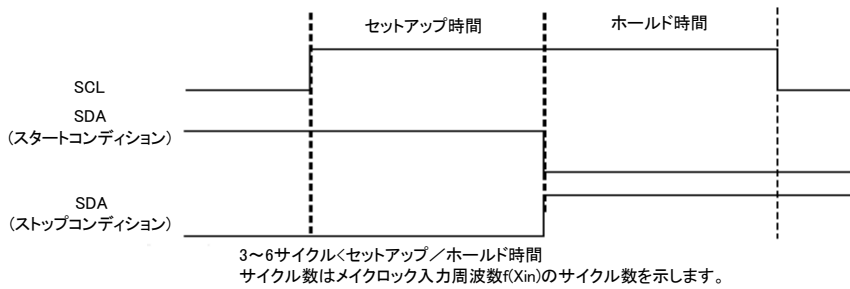 セットアップ時間
ホールド時間
SCL
SDA
(スタートコンディション)
SDA
(ストップコンディション)
3～6サイクル<セットアップ／ホールド時間
サイクル数はメイクロック入力周波数f(Xin)のサイクル数を示します。